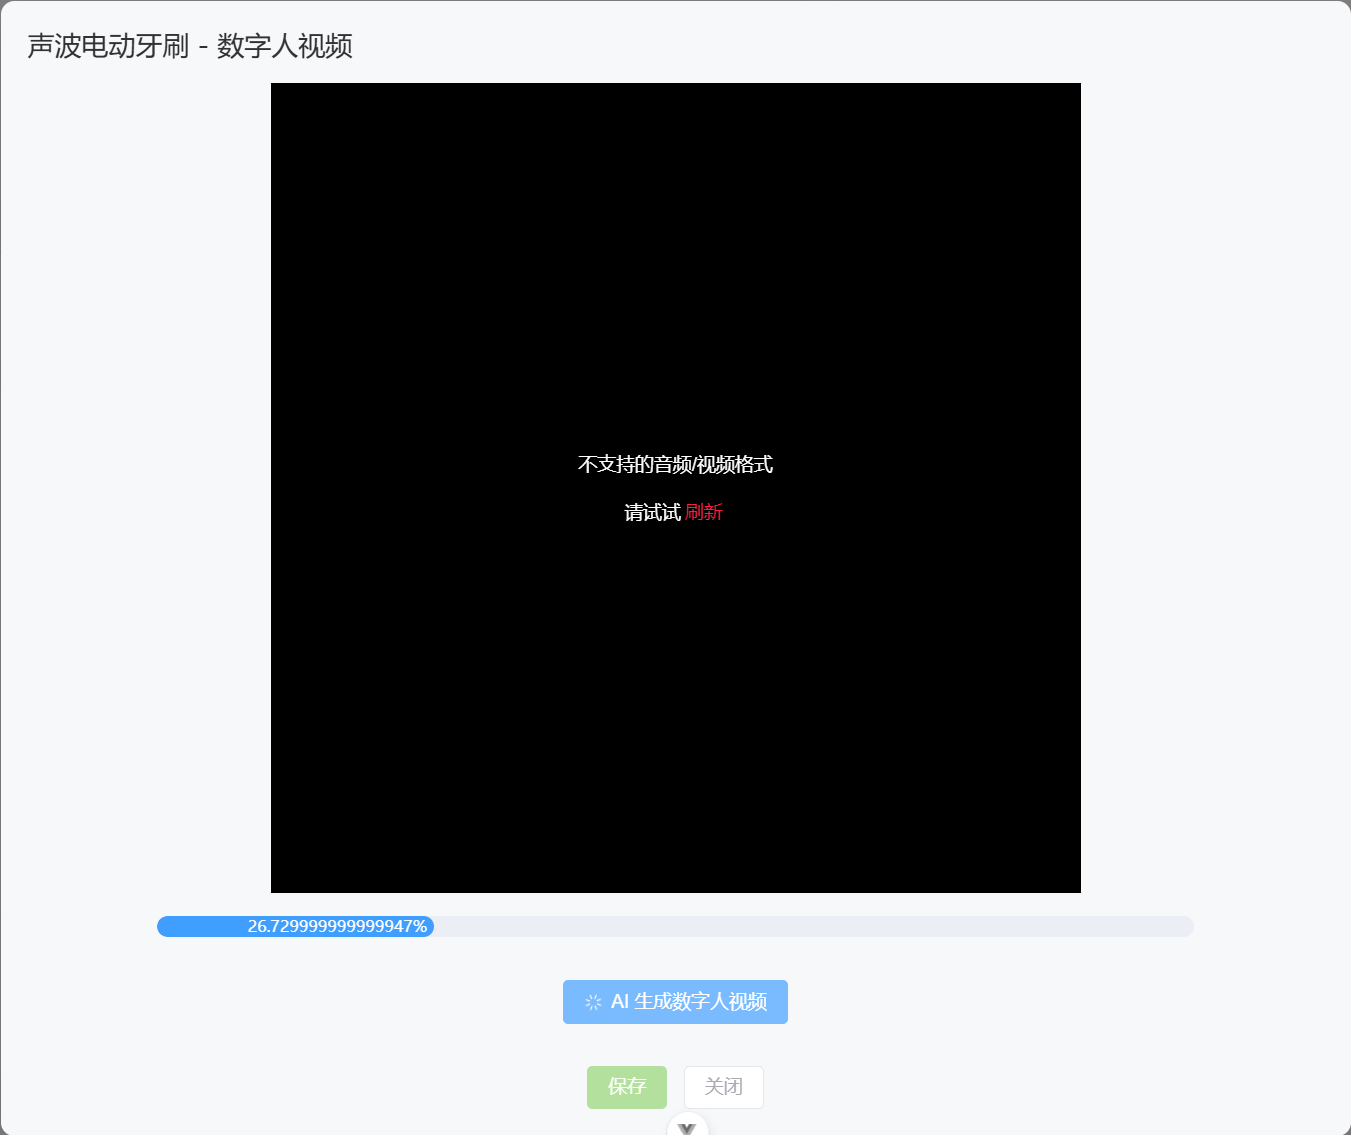 声波电动牙刷 - 数字人视频
不支持的音频/视频格式
请试试 刷新
26.729999999999947%
AI 生成数字人视频
保存 关闭